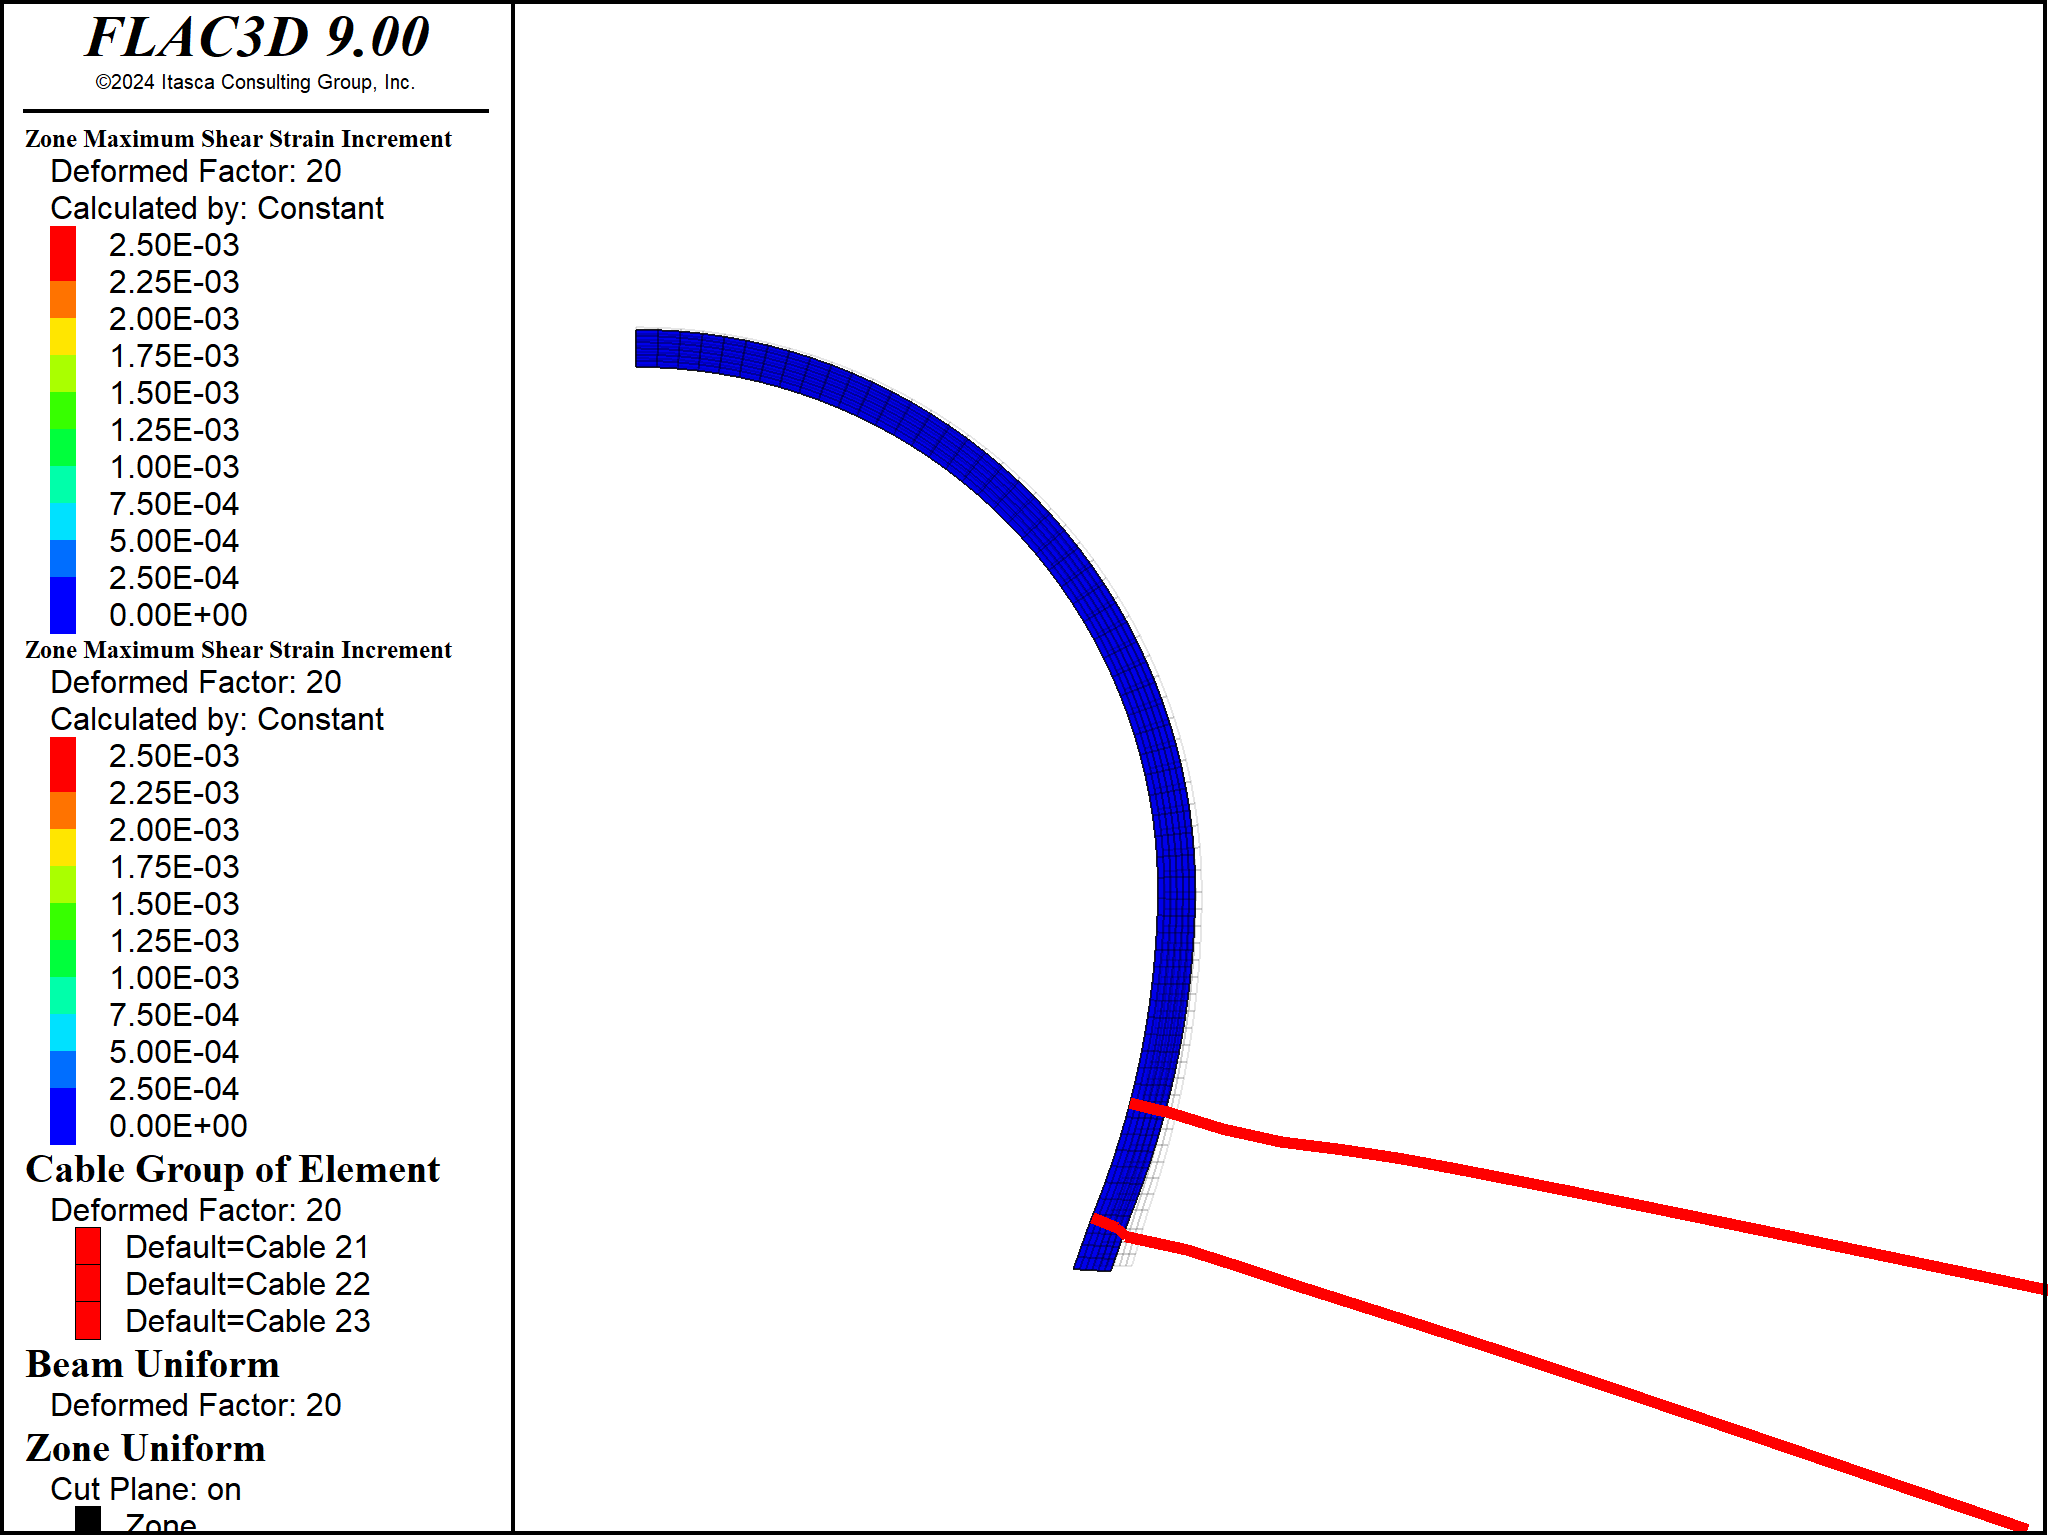 FLAC3D 9.00
©2024 Itasca Consulting Group, Inc.
Zone Maximum Shear Strain Increment
Deformed Factor: 20
Calculated by: Constant
2.50E-03
2.25E-03
2.00E-03
1.75E-03
1.50E-03
1.25E-03
1.00E-03
7.50E-04
5.00E-04
2.50E-04
0.00E+00
Zone Maximum Shear Strain Increment
Deformed Factor: 20
Calculated by: Constant
2.50E-03
2.25E-03
2.00E-03
1.75E-03
1.50E-03
1.25E-03
1.00E-03
7.50E-04
5.00E-04
2.50E-04
0.00E+00
Cable Group of Element
Deformed Factor: 20
Default=Cable 21
Default=Cable 22
Default=Cable 23
Beam Uniform
Deformed Factor: 20
Zone Uniform
Cut Plane: on
Zone